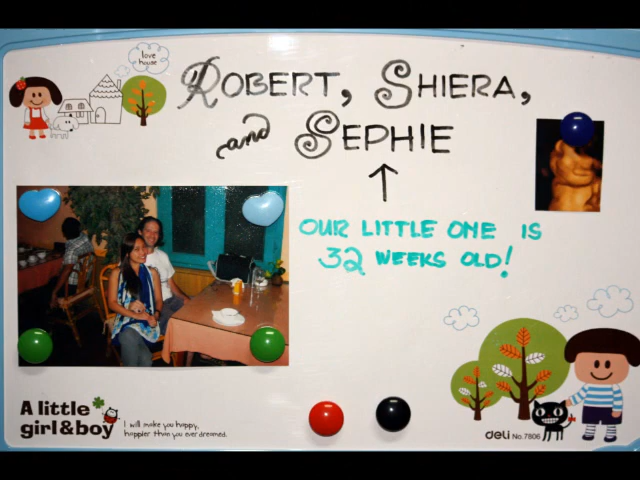 love
house
ROBERT, SHIERA,
and SEPHIE
OUR LITTLE ONE IS
32 WEEKS OLD!
A little
girl&boy
I will make you happy,
happier than you ever dreamed.
deli No.7806